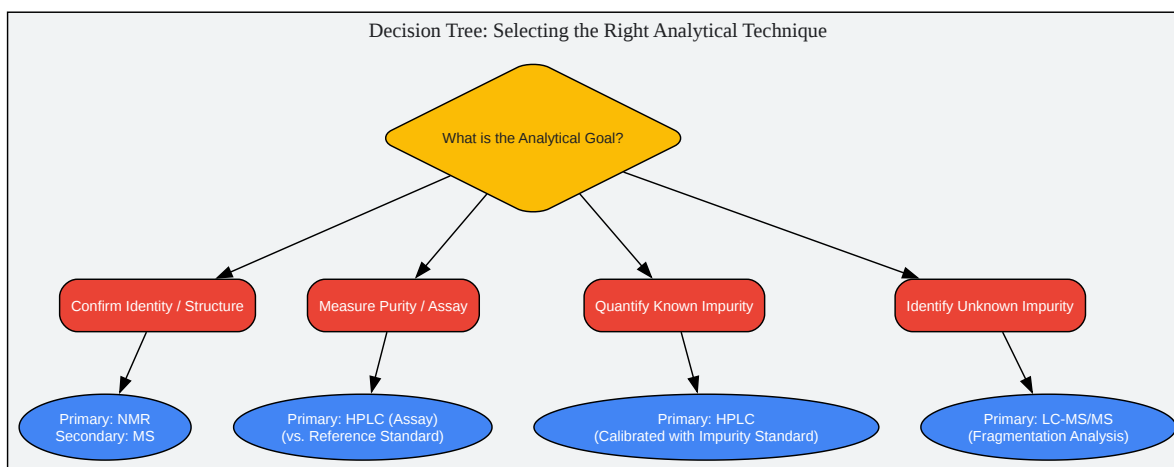 Decision Tree: Selecting the Right Analytical Technique
What is the Analytical Goal?
Confirm Identity / Structure
Measure Purity / Assay
Quantify Known Impurity
Identify Unknown Impurity
Primary: NMR
Secondary: MS
Primary: HPLC (Assay)
(vs. Reference Standard)
Primary: HPLC
(Calibrated with Impurity Standard)
Primary: LC-MS/MS
(Fragmentation Analysis)